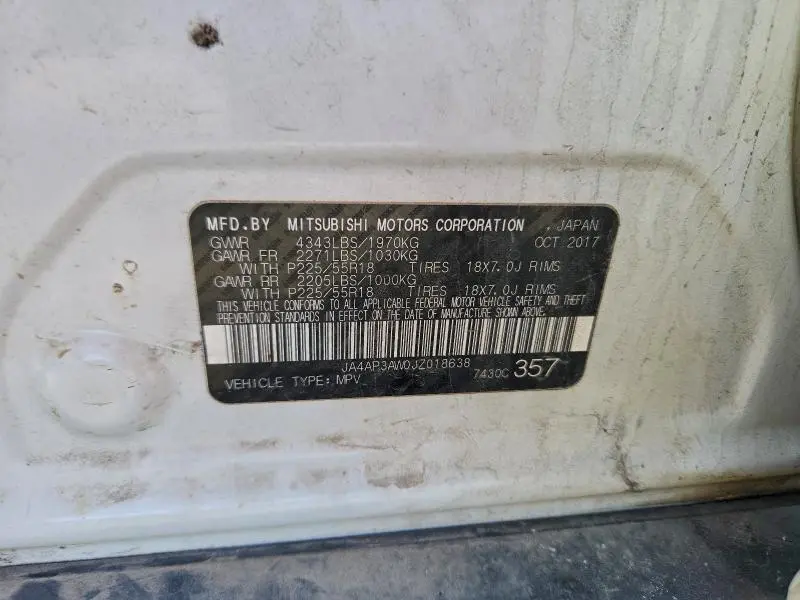 MFD.BY MITSUBISHI MOTORS CORPORATION , JAPAN
GVWR 4343LBS/1970KG OCT 2017
GAWR FR 2271LBS/1030KG
WITH P225/55R18 TIRES 18X7.0J RIMS
GAWR RR 2205LBS/1000KG
WITH P225/55R18 TIRES 18X7.0J RIMS
THIS VEHICLE CONFORMS TO ALL APPLICABLE FEDERAL MOTOR VEHICLE SAFETY AND THEFT
PREVENTION STANDARDS IN EFFECT ON THE DATE OF MANUFACTURE SHOWN ABOVE.
JA4AP3AW0JZ018638
VEHICLE TYPE: MPV 7430C 357